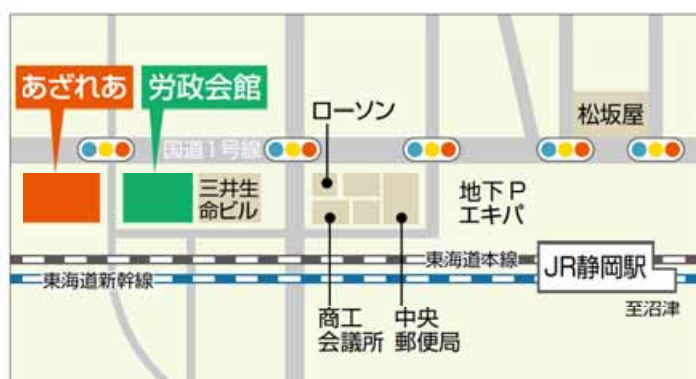 あざれあ
労政会館
ローソン
松坂屋
国道1号線
三井生
命ビル
地下P
エキパ
東海道本線
JR静岡駅
東海道新幹線
至沼津
商工
会議所
中央
郵便局